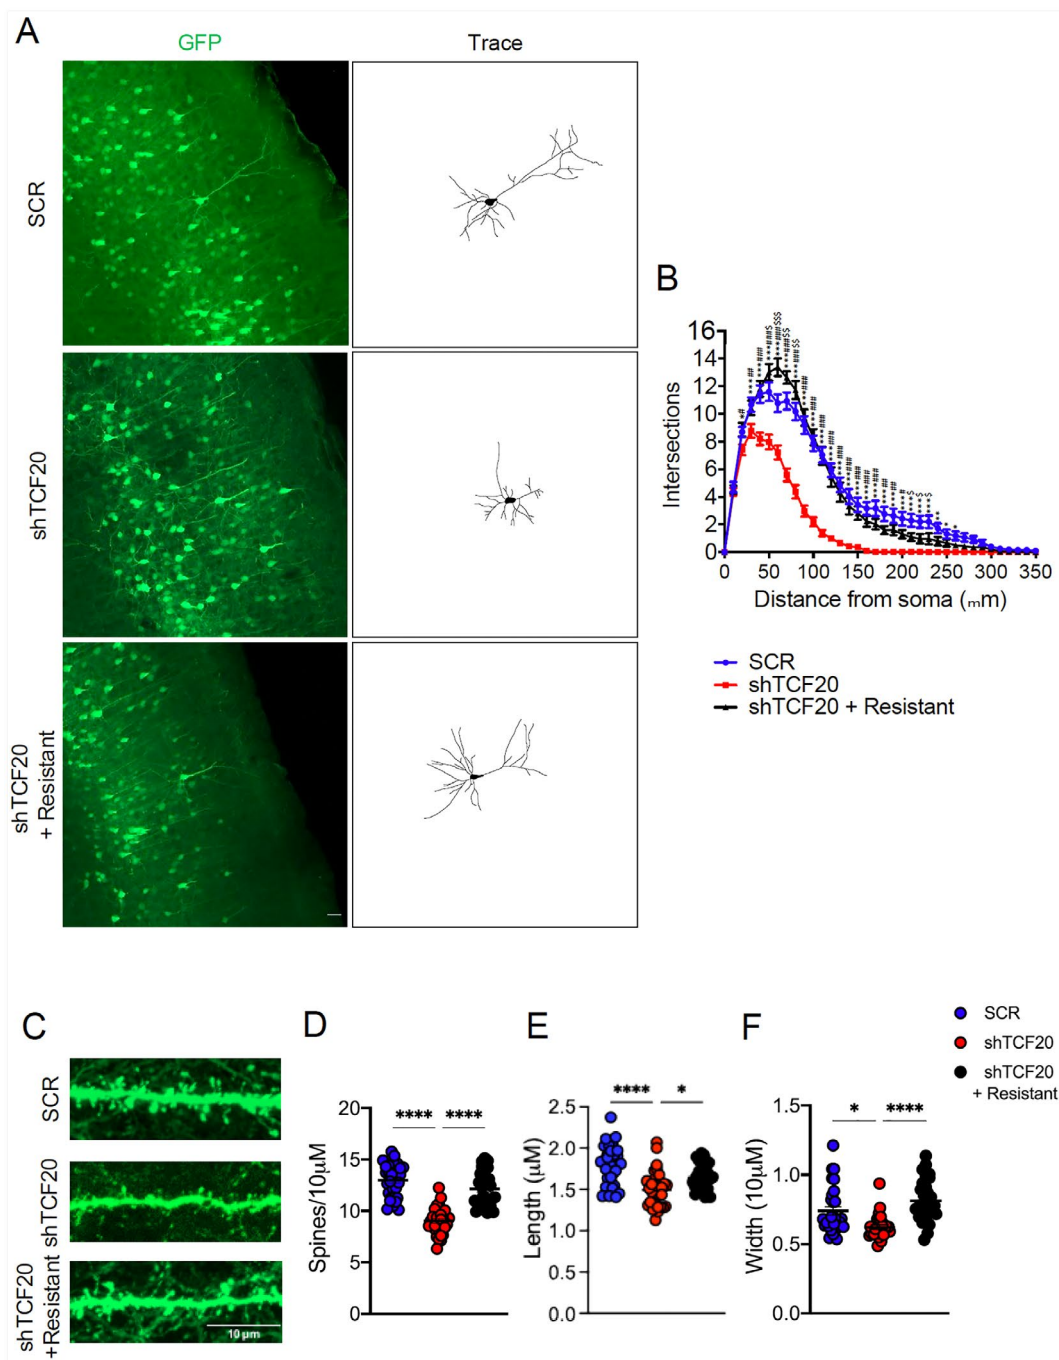 A
GFP
Trace
SCR
shTCF20
shTCF20
+ Resistant
B
Intersections
16
14
12
10
8
6
4
2
0
0 50 100 150 200 250 300 350
Distance from soma (mm)
SCR
shTCF20
shTCF20 + Resistant
C
SCR
shTCF20
shTCF20
+Resistant
10 μm
D
Spines/10μM
20
15
10
5
0
**** ****
E
Length (μM)
2.5
2.0
1.5
1.0
0.5
0.0
**** *
F
Width (10μM)
1.5
1.0
0.5
0.0
* ****
SCR
shTCF20
shTCF20
+ Resistant